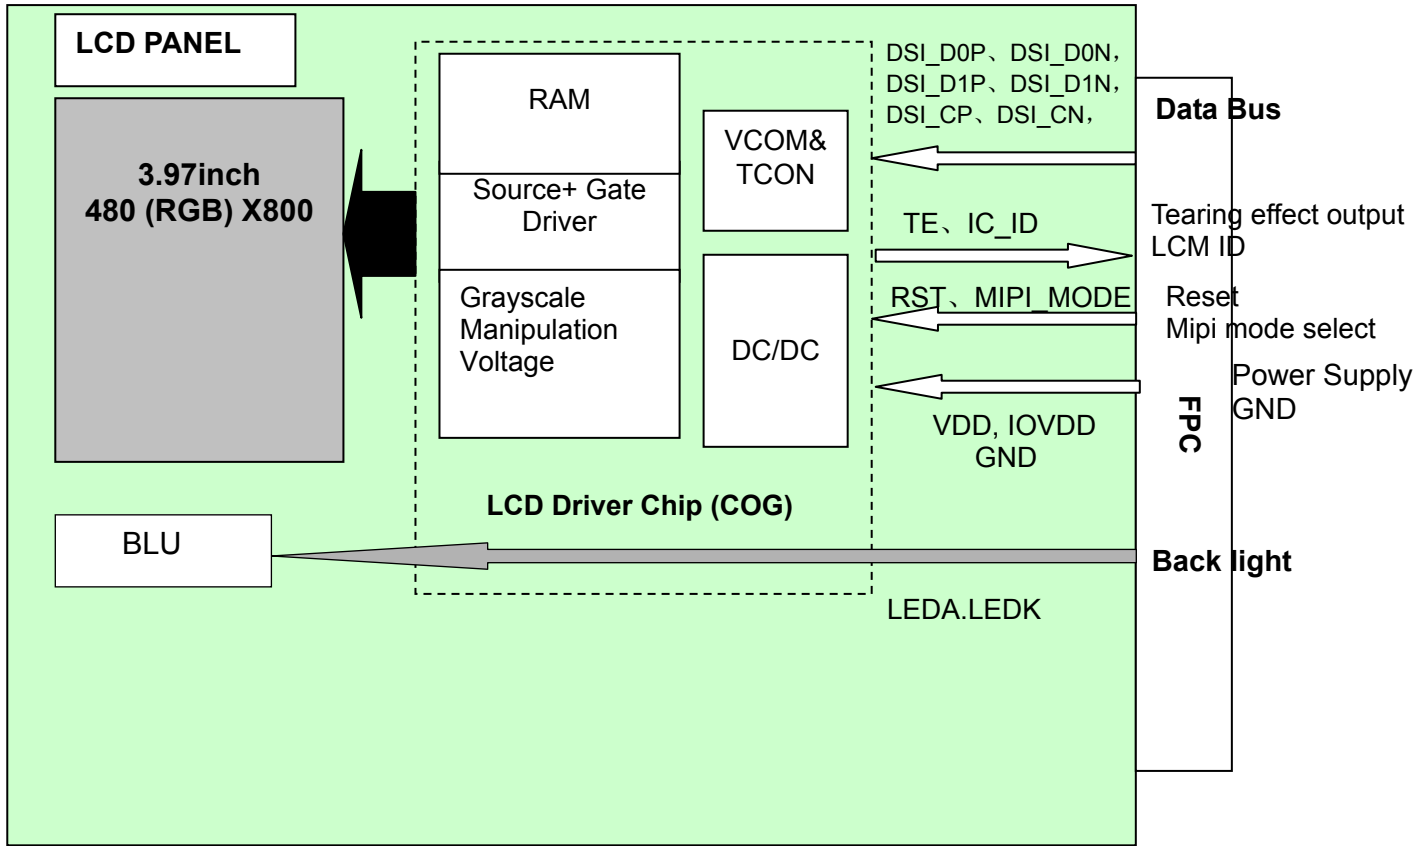 LCD PANEL
3.97inch
480 (RGB) X800
RAM
Source+ Gate
Driver
Grayscale
Manipulation
Voltage
VCOM&
TCON
DC/DC
LCD Driver Chip (COG)
BLU
DSI_D0P、DSI_D0N，
DSI_D1P、DSI_D1N，
DSI_CP、DSI_CN，
Data Bus
TE、IC_ID
Tearing effect output
LCM ID
RST、MIPI_MODE
Reset
Mipi mode select
Power Supply
GND
VDD, IOVDD
GND
FPC
Back light
LEDA.LEDK